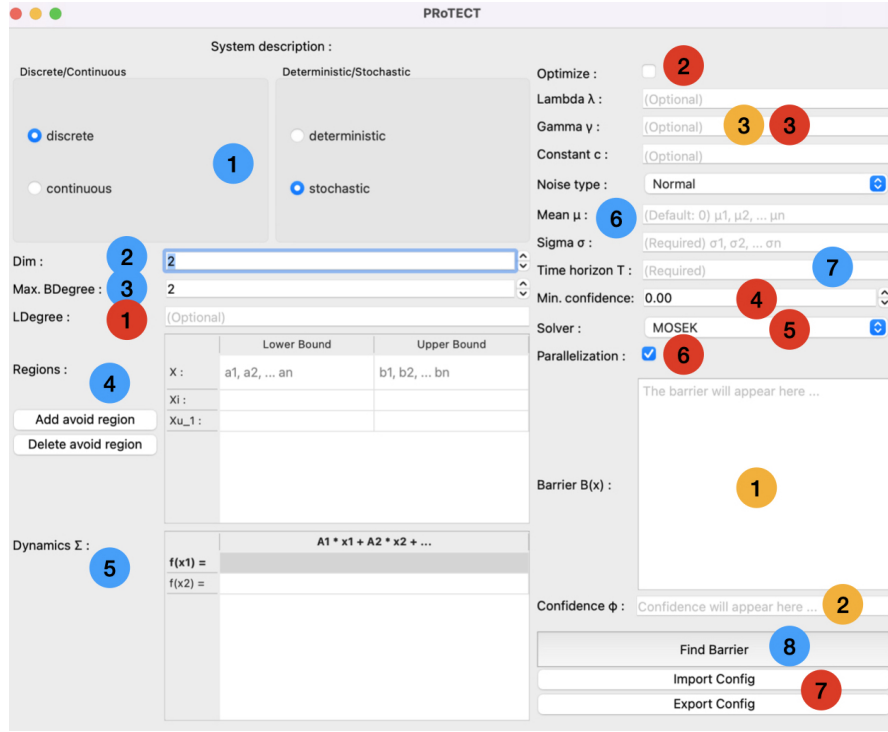 PRoTECT
System description :
Discrete/Continuous
Deterministic/Stochastic
discrete
continuous
1
deterministic
stochastic
Dim :
2
2
Max. BDegree :
3
2
LDegree :
1
(Optional)
Regions :
4
Add avoid region
Delete avoid region
Lower Bound Upper Bound
X : a1, a2, ... an b1, b2, ... bn
Xi :
Xu_1 :
Dynamics Σ :
5
A1 * x1 + A2 * x2 + ...
f(x1) =
f(x2) =
Optimize :
2
Lambda λ : (Optional)
Gamma γ : (Optional) 3 3
Constant c : (Optional)
Noise type : Normal
Mean μ : 6 (Default: 0) μ1, μ2, ... μn
Sigma σ : (Required) σ1, σ2, ... σn
Time horizon T : (Required) 7
Min. confidence: 0.00 4
Solver : MOSEK 5
Parallelization : 6
Barrier B(x) :
The barrier will appear here ...
1
Confidence ϕ : Confidence will appear here ... 2
Find Barrier 8
Import Config
7
Export Config